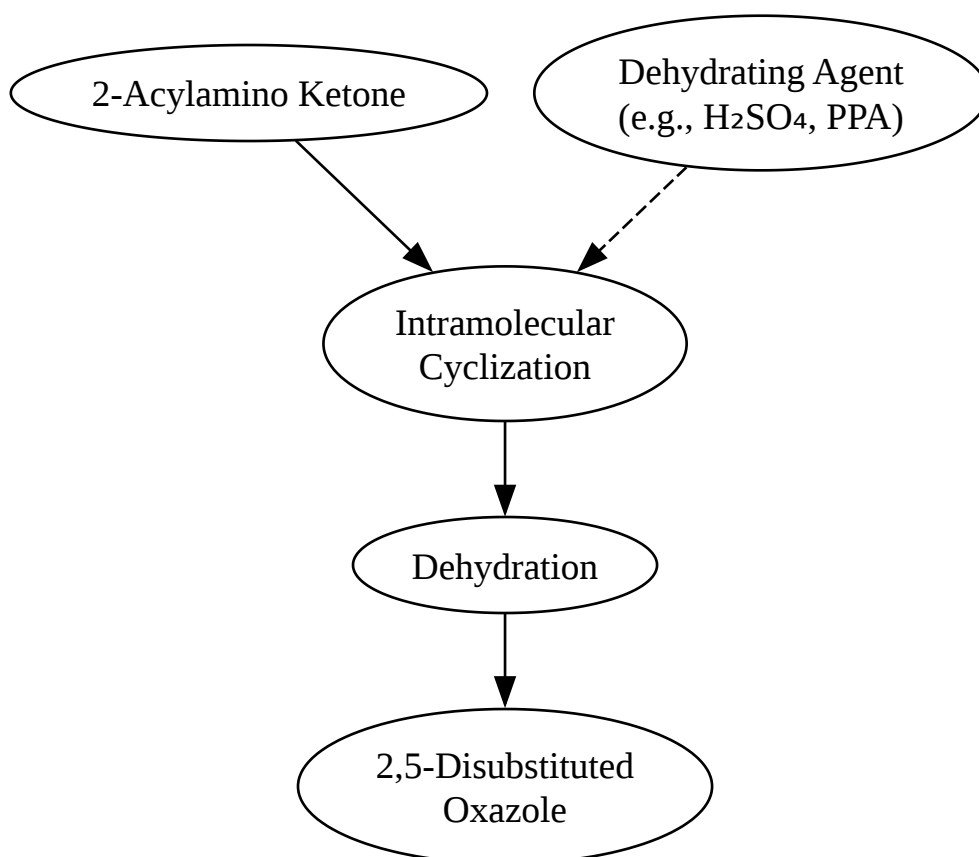 2-Acylamino Ketone
Dehydrating Agent
(e.g., H₂SO₄, PPA)
Intramolecular
Cyclization
Dehydration
2,5-Disubstituted
Oxazole